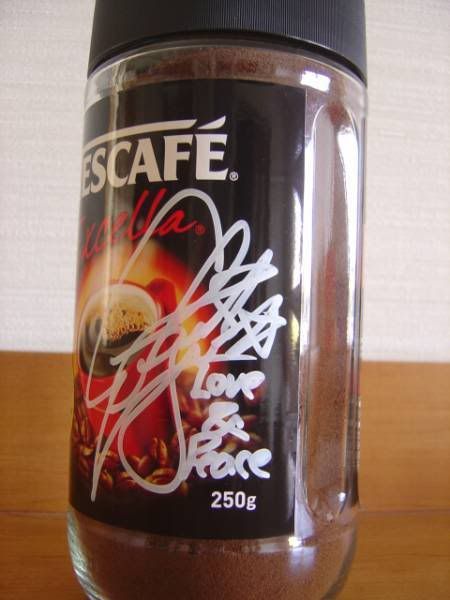 ESCAFÉ®
xcella®
Love
&
Peace
250g